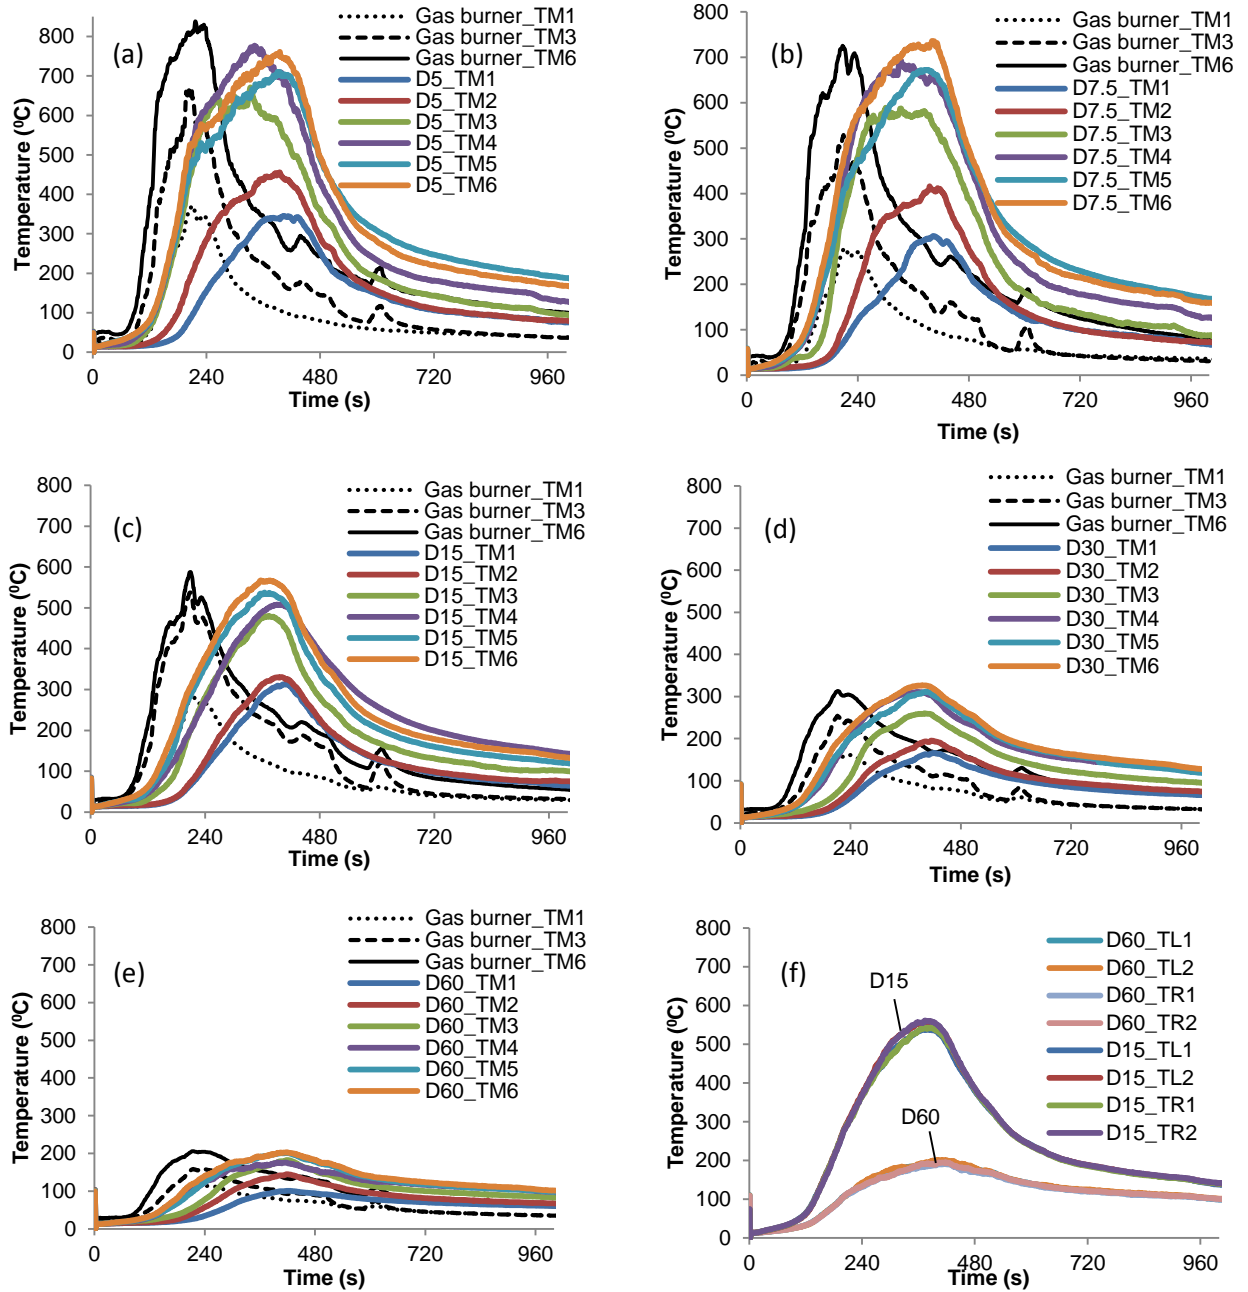 (a)
Temperature (⁰C)
800
700
600
500
400
300
200
100
0
0 240 480 720 960
Time (s)
Gas burner_TM1
Gas burner_TM3
Gas burner_TM6
D5_TM1
D5_TM2
D5_TM3
D5_TM4
D5_TM5
D5_TM6
(b)
Temperature (⁰C)
800
700
600
500
400
300
200
100
0
0 240 480 720 960
Time (s)
Gas burner_TM1
Gas burner_TM3
Gas burner_TM6
D7.5_TM1
D7.5_TM2
D7.5_TM3
D7.5_TM4
D7.5_TM5
D7.5_TM6
(c)
Temperature (⁰C)
800
700
600
500
400
300
200
100
0
0 240 480 720 960
Time (s)
Gas burner_TM1
Gas burner_TM3
Gas burner_TM6
D15_TM1
D15_TM2
D15_TM3
D15_TM4
D15_TM5
D15_TM6
(d)
Temperature (⁰C)
800
700
600
500
400
300
200
100
0
0 240 480 720 960
Time (s)
Gas burner_TM1
Gas burner_TM3
Gas burner_TM6
D30_TM1
D30_TM2
D30_TM3
D30_TM4
D30_TM5
D30_TM6
(e)
Temperature (⁰C)
800
700
600
500
400
300
200
100
0
0 240 480 720 960
Time (s)
Gas burner_TM1
Gas burner_TM3
Gas burner_TM6
D60_TM1
D60_TM2
D60_TM3
D60_TM4
D60_TM5
D60_TM6
(f)
Temperature (⁰C)
800
700
600
500
400
300
200
100
0
0 240 480 720 960
Time (s)
D15
D60
D60_TL1
D60_TL2
D60_TR1
D60_TR2
D15_TL1
D15_TL2
D15_TR1
D15_TR2